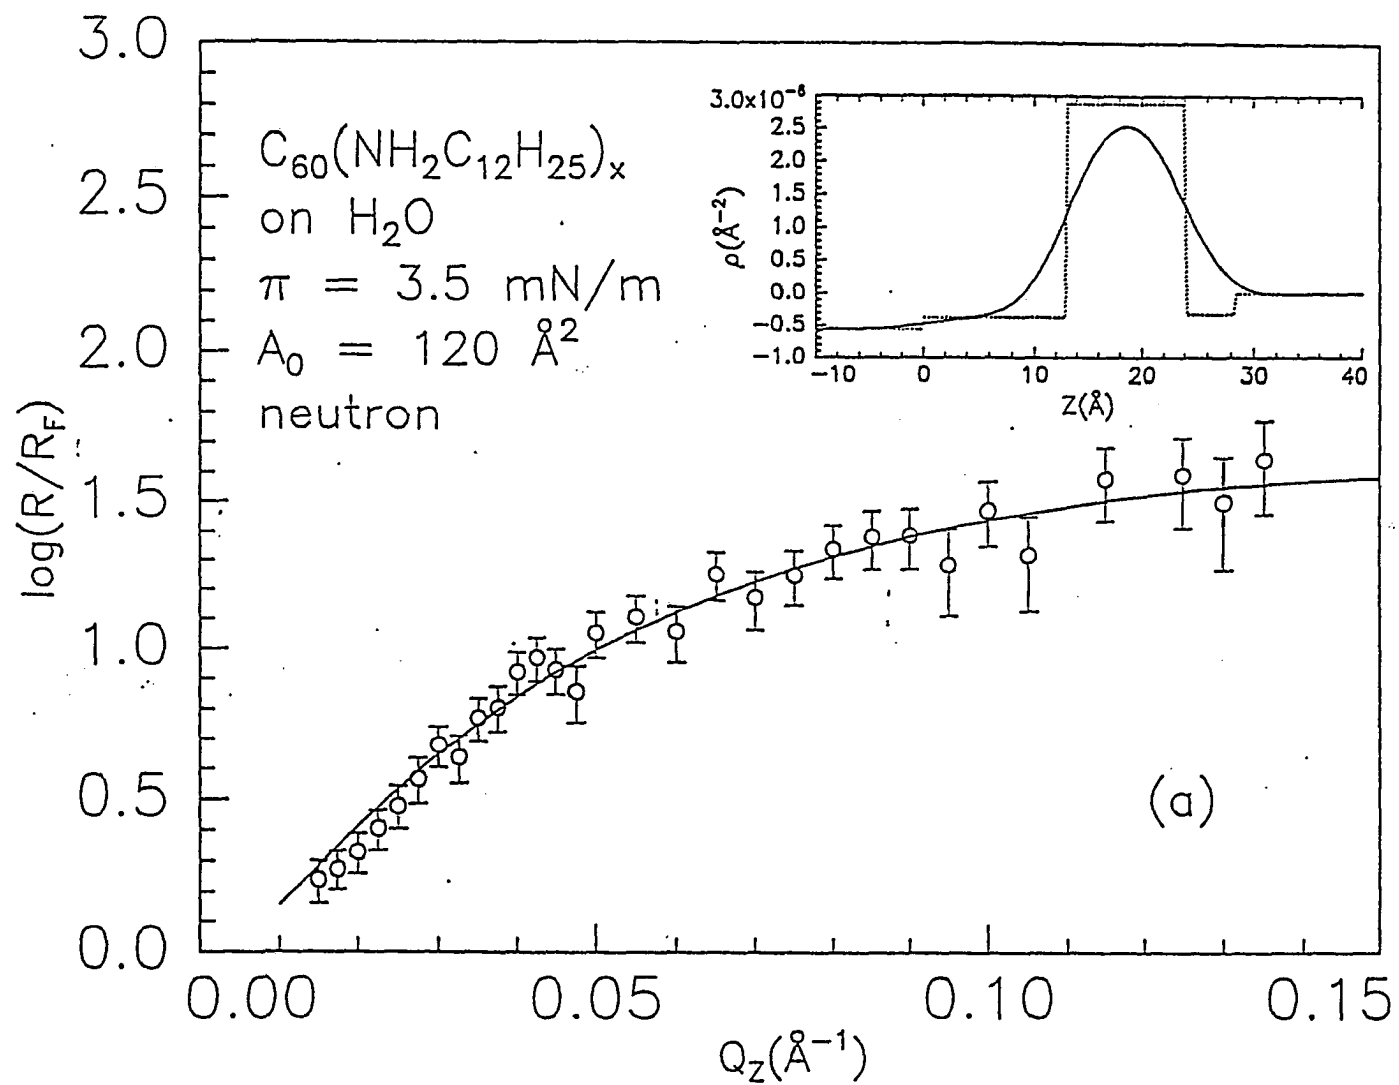 3.0
2.5
2.0
1.5
1.0
0.5
0.0
log(R/R_F)
C₆₀(NH₂C₁₂H₂₅)ₓ
on H₂O
π = 3.5 mN/m
A₀ = 120 Å²
neutron
3.0x10⁻⁶
2.5
2.0
1.5
1.0
0.5
0.0
−0.5
−1.0
ρ(Å⁻²)
−10 0 10 20 30 40
Z(Å)
(a)
0.00 0.05 0.10 0.15
Q_Z(Å⁻¹)